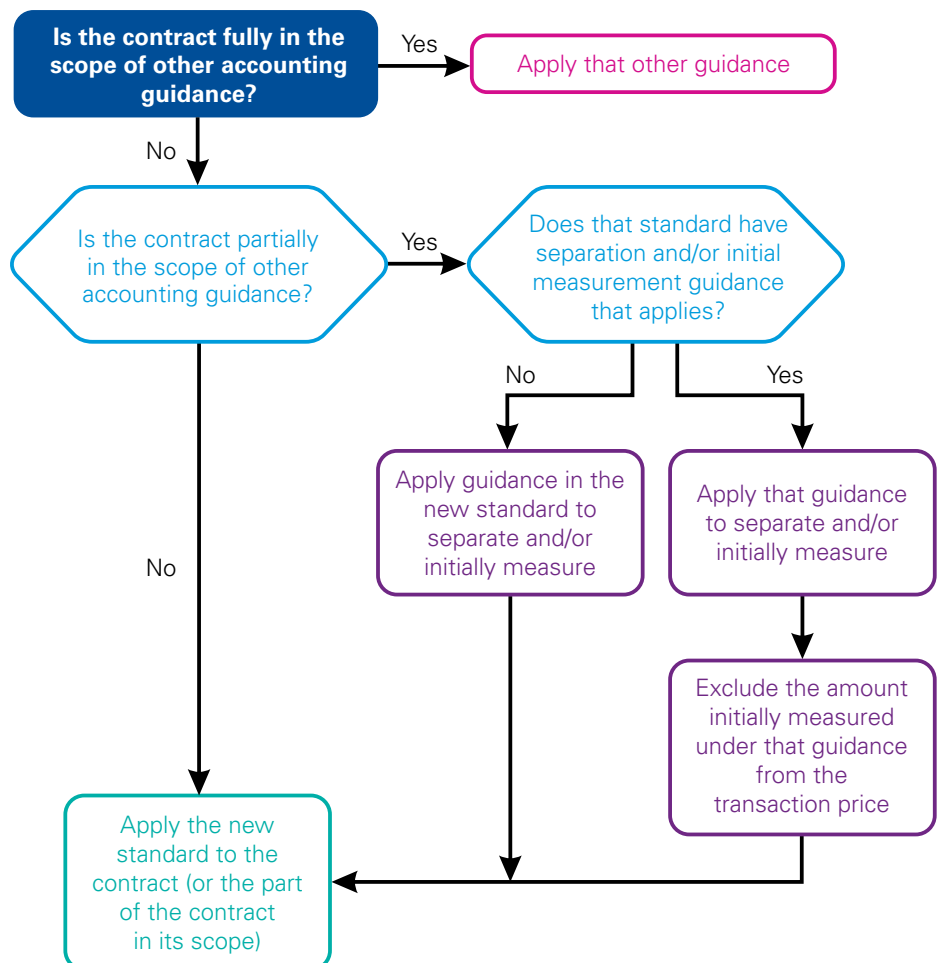 Is the contract fully in the
scope of other accounting
guidance?
Yes
Apply that other guidance
No
Is the contract partially
in the scope of other
accounting guidance?
Yes
Does that standard have
separation and/or initial
measurement guidance
that applies?
No
Yes
Apply guidance in the
new standard to
separate and/or
initially measure
Apply that guidance
to separate and/or
initially measure
No
Exclude the amount
initially measured
under that guidance
from the
transaction price
Apply the new
standard to the
contract (or the part
of the contract
in its scope)